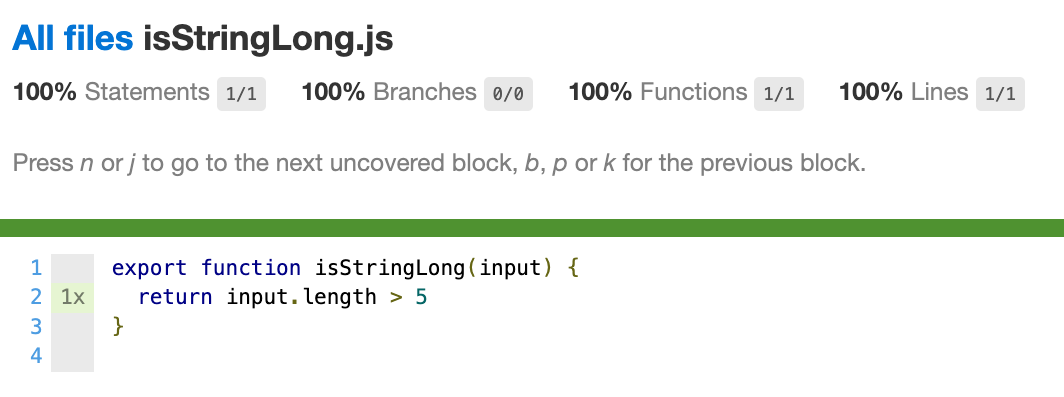 All files isStringLong.js
100% Statements 1/1 100% Branches 0/0 100% Functions 1/1 100% Lines 1/1
Press n or j to go to the next uncovered block, b, p or k for the previous block.
1 export function isStringLong(input) {
2 1x return input.length > 5
3 }
4